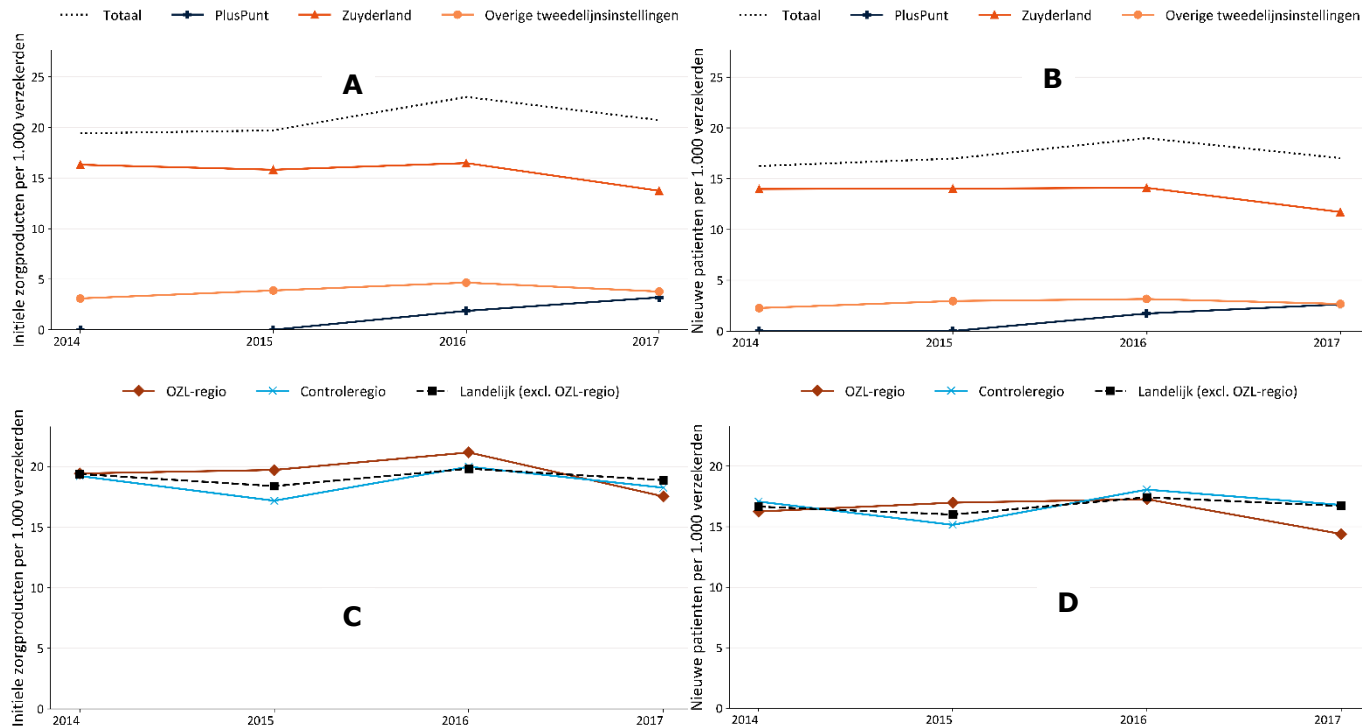 Totaal PlusPunt Zuyderland Overige tweedelijnsinstellingen
Initiele zorgproducten per 1.000 verzekerden
25
20
15
10
5
0
2014 2015 2016 2017
A
Totaal PlusPunt Zuyderland Overige tweedelijnsinstellingen
Nieuwe patienten per 1.000 verzekerden
25
20
15
10
5
0
2014 2015 2016 2017
B
OZL-regio Controleregio Landelijk (excl. OZL-regio)
Initiele zorgproducten per 1.000 verzekerden
20
15
10
5
0
2014 2015 2016 2017
C
OZL-regio Controleregio Landelijk (excl. OZL-regio)
Nieuwe patienten per 1.000 verzekerden
20
15
10
5
0
2014 2015 2016 2017
D